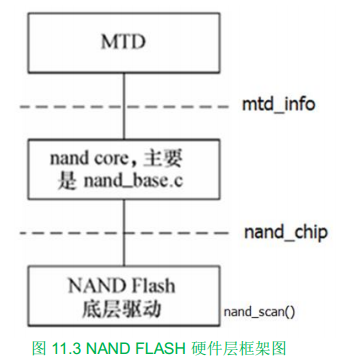 MTD
mtd_info
nand core，主要
是 nand_base.c
nand_chip
NAND Flash
底层驱动
nand_scan()
图 11.3 NAND FLASH 硬件层框架图